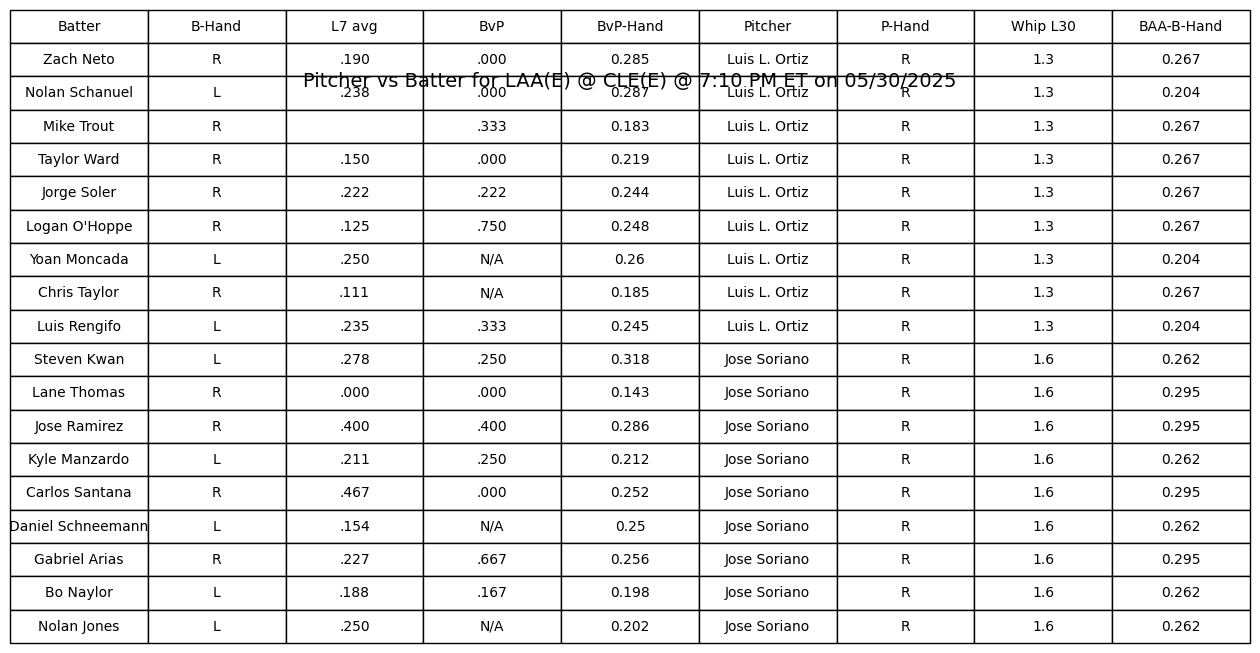 Batter B-Hand L7 avg BvP BvP-Hand Pitcher P-Hand Whip L30 BAA-B-Hand
Zach Neto R .190 .000 0.285 Luis L. Ortiz R 1.3 0.267
Pitcher vs Batter for LAA(E) @ CLE(E) @ 7:10 PM ET on 05/30/2025
Nolan Schanuel L .238 .000 0.287 Luis L. Ortiz R 1.3 0.204
Mike Trout R .333 0.183 Luis L. Ortiz R 1.3 0.267
Taylor Ward R .150 .000 0.219 Luis L. Ortiz R 1.3 0.267
Jorge Soler R .222 .222 0.244 Luis L. Ortiz R 1.3 0.267
Logan O'Hoppe R .125 .750 0.248 Luis L. Ortiz R 1.3 0.267
Yoan Moncada L .250 N/A 0.26 Luis L. Ortiz R 1.3 0.204
Chris Taylor R .111 N/A 0.185 Luis L. Ortiz R 1.3 0.267
Luis Rengifo L .235 .333 0.245 Luis L. Ortiz R 1.3 0.204
Steven Kwan L .278 .250 0.318 Jose Soriano R 1.6 0.262
Lane Thomas R .000 .000 0.143 Jose Soriano R 1.6 0.295
Jose Ramirez R .400 .400 0.286 Jose Soriano R 1.6 0.295
Kyle Manzardo L .211 .250 0.212 Jose Soriano R 1.6 0.262
Carlos Santana R .467 .000 0.252 Jose Soriano R 1.6 0.295
Daniel Schneemann L .154 N/A 0.25 Jose Soriano R 1.6 0.262
Gabriel Arias R .227 .667 0.256 Jose Soriano R 1.6 0.295
Bo Naylor L .188 .167 0.198 Jose Soriano R 1.6 0.262
Nolan Jones L .250 N/A 0.202 Jose Soriano R 1.6 0.262